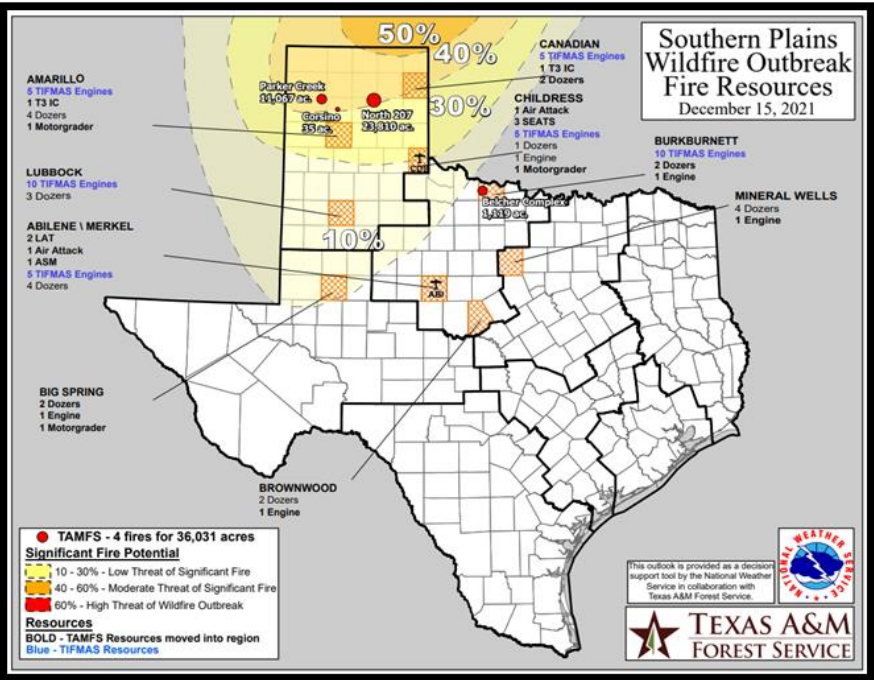 Southern Plains
Wildfire Outbreak
Fire Resources
December 15, 2021
50%
40%
30%
10%
AMARILLO
5 TIFMAS Engines
1 T3 IC
4 Dozers
1 Motorgrader
LUBBOCK
10 TIFMAS Engines
3 Dozers
ABILENE \ MERKEL
2 LAT
1 Air Attack
1 ASM
5 TIFMAS Engines
4 Dozers
BIG SPRING
2 Dozers
1 Engine
1 Motorgrader
BROWNWOOD
2 Dozers
1 Engine
CANADIAN
5 TIFMAS Engines
1 T3 IC
2 Dozers
CHILDRESS
1 Air Attack
3 SEATS
5 TIFMAS Engines
1 Dozers
1 Engine
1 Motorgrader
BURKBURNETT
10 TIFMAS Engines
2 Dozers
1 Engine
MINERAL WELLS
4 Dozers
1 Engine
Parker Creek
11,067 ac.
Corsino
35 ac.
North 207
23,810 ac.
Belcher Complex
1,119 ac.
CDS
ABI
TAMFS - 4 fires for 36,031 acres
Significant Fire Potential
10 - 30% - Low Threat of Significant Fire
40 - 60% - Moderate Threat of Significant Fire
60% - High Threat of Wildfire Outbreak
Resources
BOLD - TAMFS Resources moved into region
Blue - TIFMAS Resources
This outlook is provided as a decision
support tool by the National Weather
Service in collaboration with
Texas A&M Forest Service.
NATIONAL WEATHER SERVICE
TEXAS A&M
FOREST SERVICE